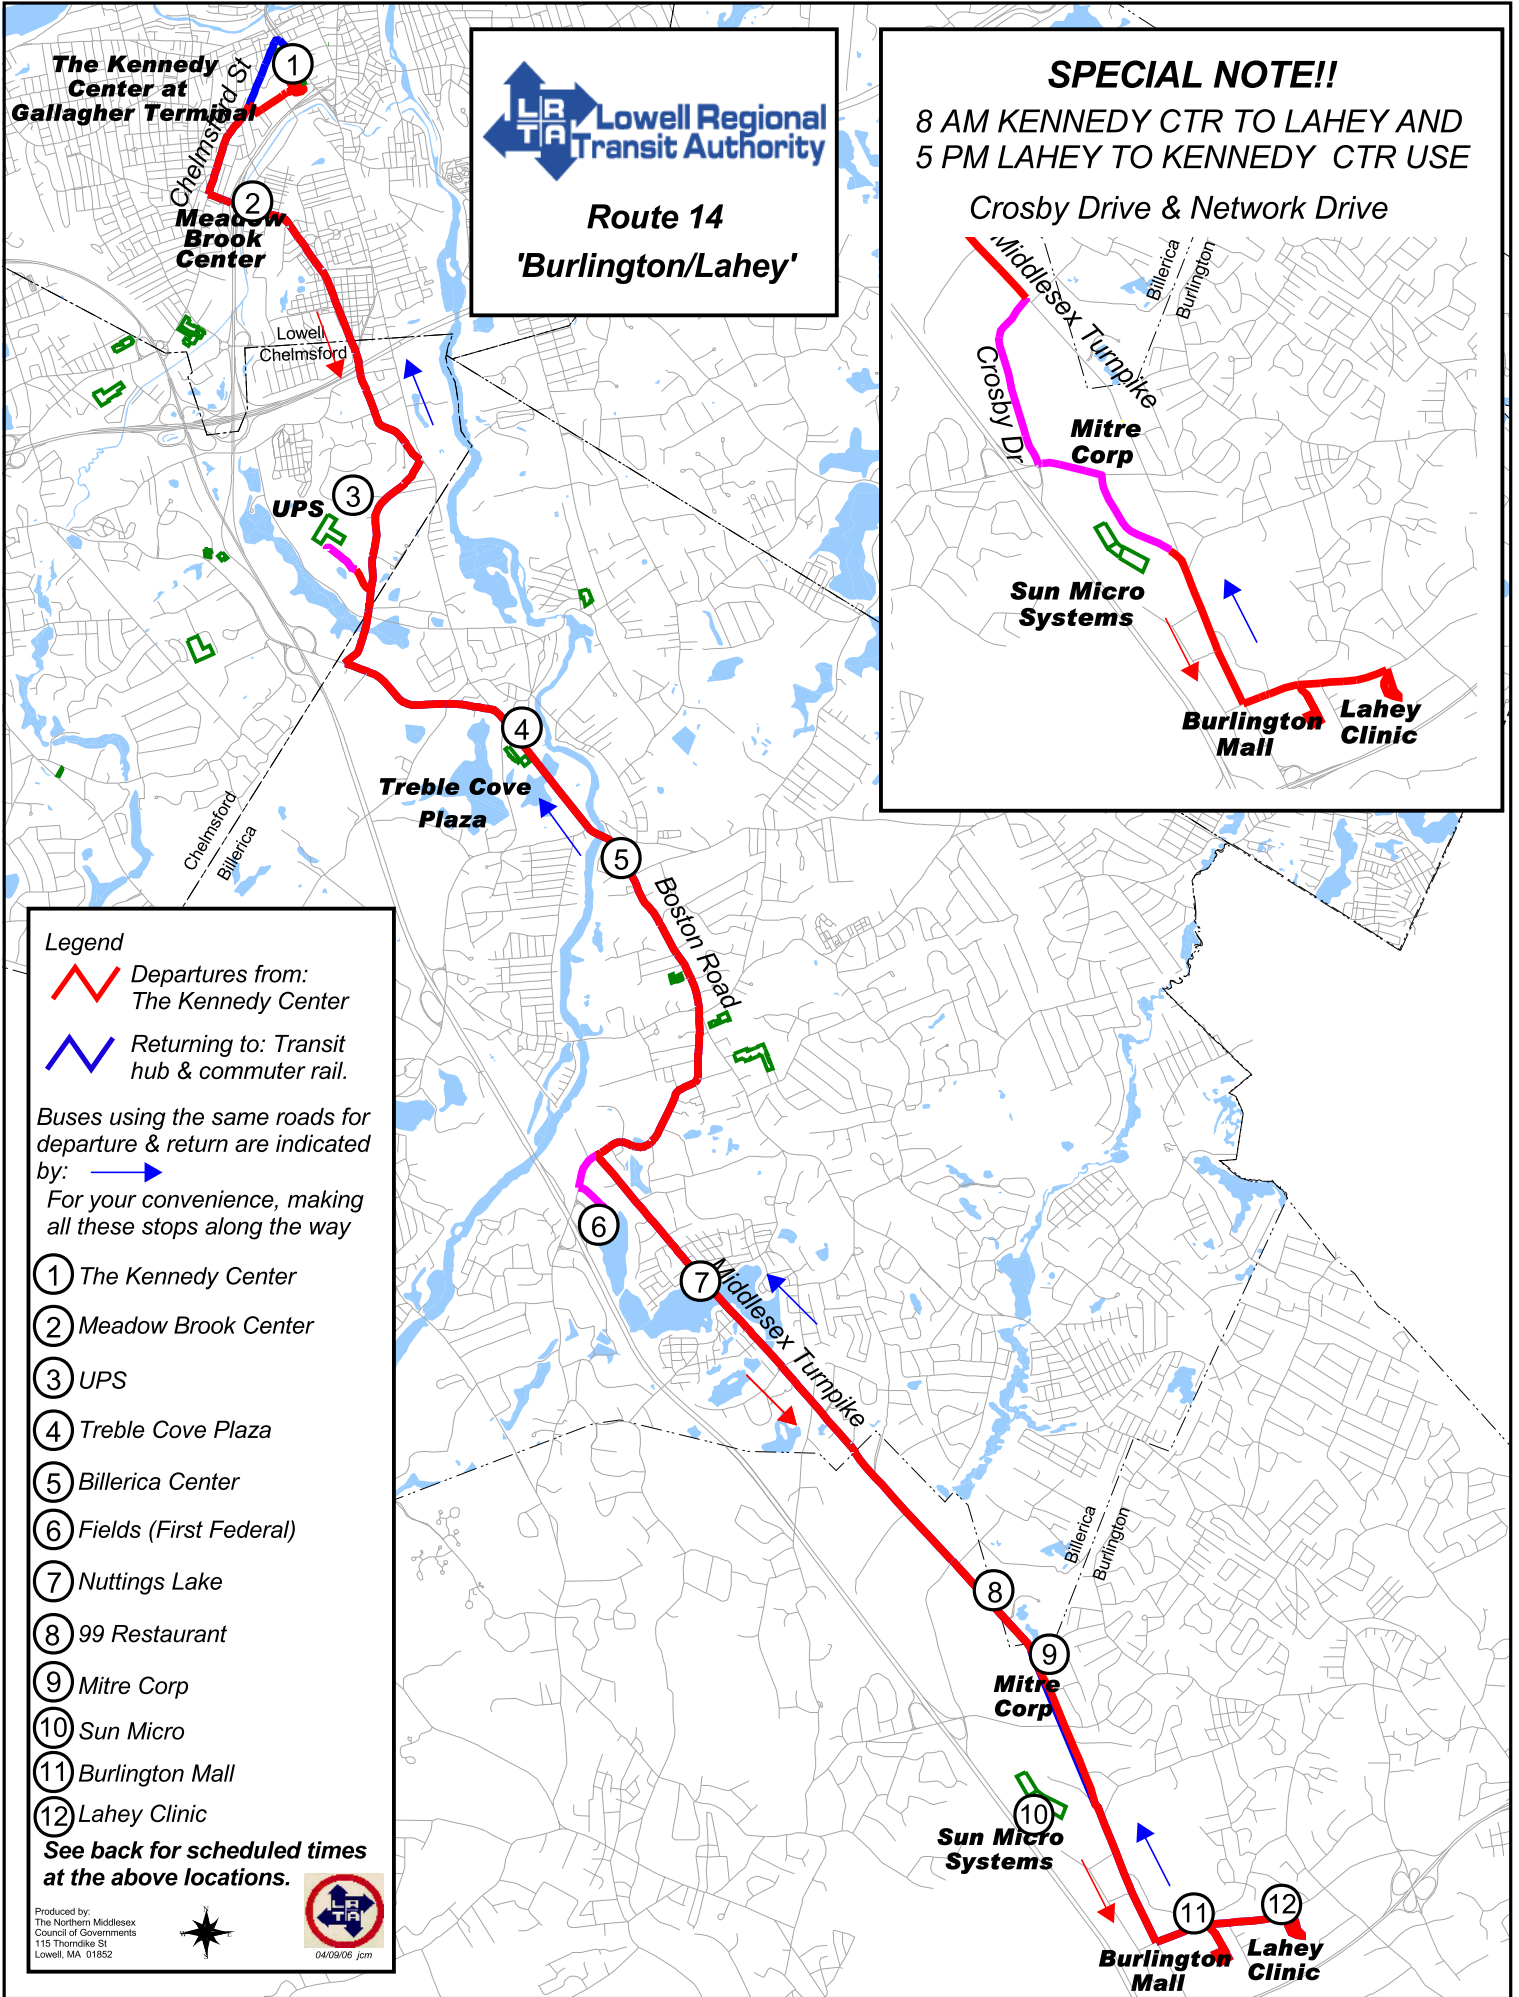 The Kennedy
Center at
Gallagher Terminal
Chelmsford St
1
2
Meadow
Brook
Center
LR
TA
Lowell Regional
Transit Authority
Route 14
'Burlington/Lahey'
SPECIAL NOTE!!
8 AM KENNEDY CTR TO LAHEY AND
5 PM LAHEY TO KENNEDY CTR USE
Crosby Drive & Network Drive
Middlesex Turnpike
Billerica
Burlington
Crosby Dr
Mitre
Corp
Sun Micro
Systems
Burlington
Mall
Lahey
Clinic
Lowell
Chelmsford
3
UPS
4
Treble Cove
Plaza
5
Chelmsford
Billerica
Boston Road
6
7
Middlesex Turnpike
Billerica
Burlington
8
9
Mitre
Corp
10
Sun Micro
Systems
11
12
Burlington
Mall
Lahey
Clinic
Legend
Departures from:
The Kennedy Center
Returning to: Transit
hub & commuter rail.
Buses using the same roads for
departure & return are indicated
by:
For your convenience, making
all these stops along the way
1 The Kennedy Center
2 Meadow Brook Center
3 UPS
4 Treble Cove Plaza
5 Billerica Center
6 Fields (First Federal)
7 Nuttings Lake
8 99 Restaurant
9 Mitre Corp
10 Sun Micro
11 Burlington Mall
12 Lahey Clinic
See back for scheduled times
at the above locations.
Produced by:
The Northern Middlesex
Council of Governments
115 Thorndike St
Lowell, MA 01852
N
W
E
S
LR
TA
04/09/06 jcm